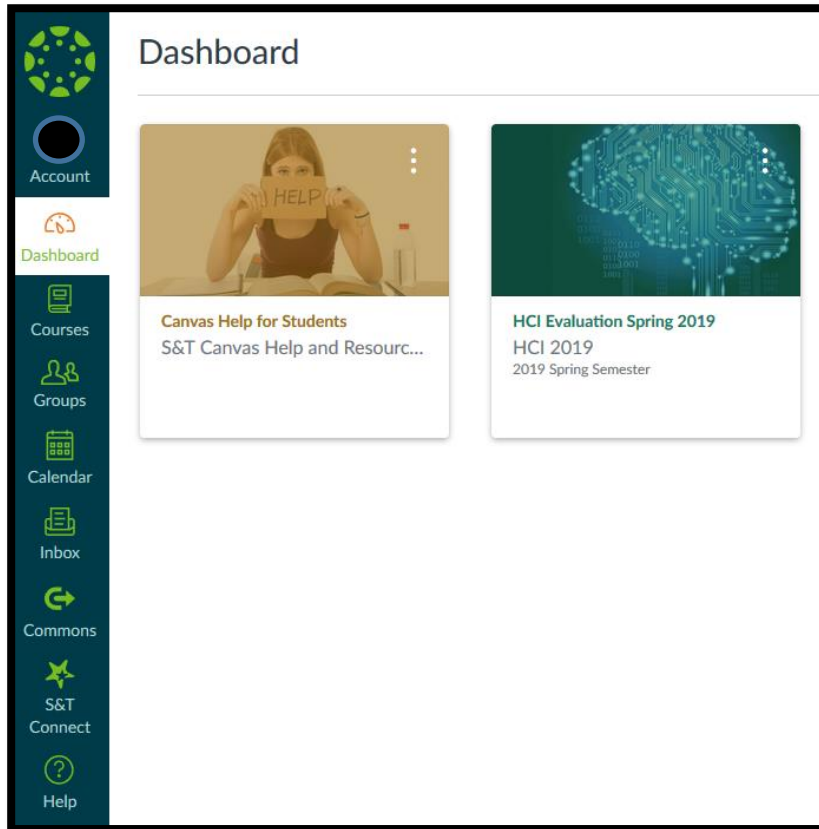 Dashboard
Account
Dashboard
Courses
Groups
Calendar
Inbox
Commons
S&T
Connect
Help
HELP
Canvas Help for Students
S&T Canvas Help and Resourc...
HCI Evaluation Spring 2019
HCI 2019
2019 Spring Semester